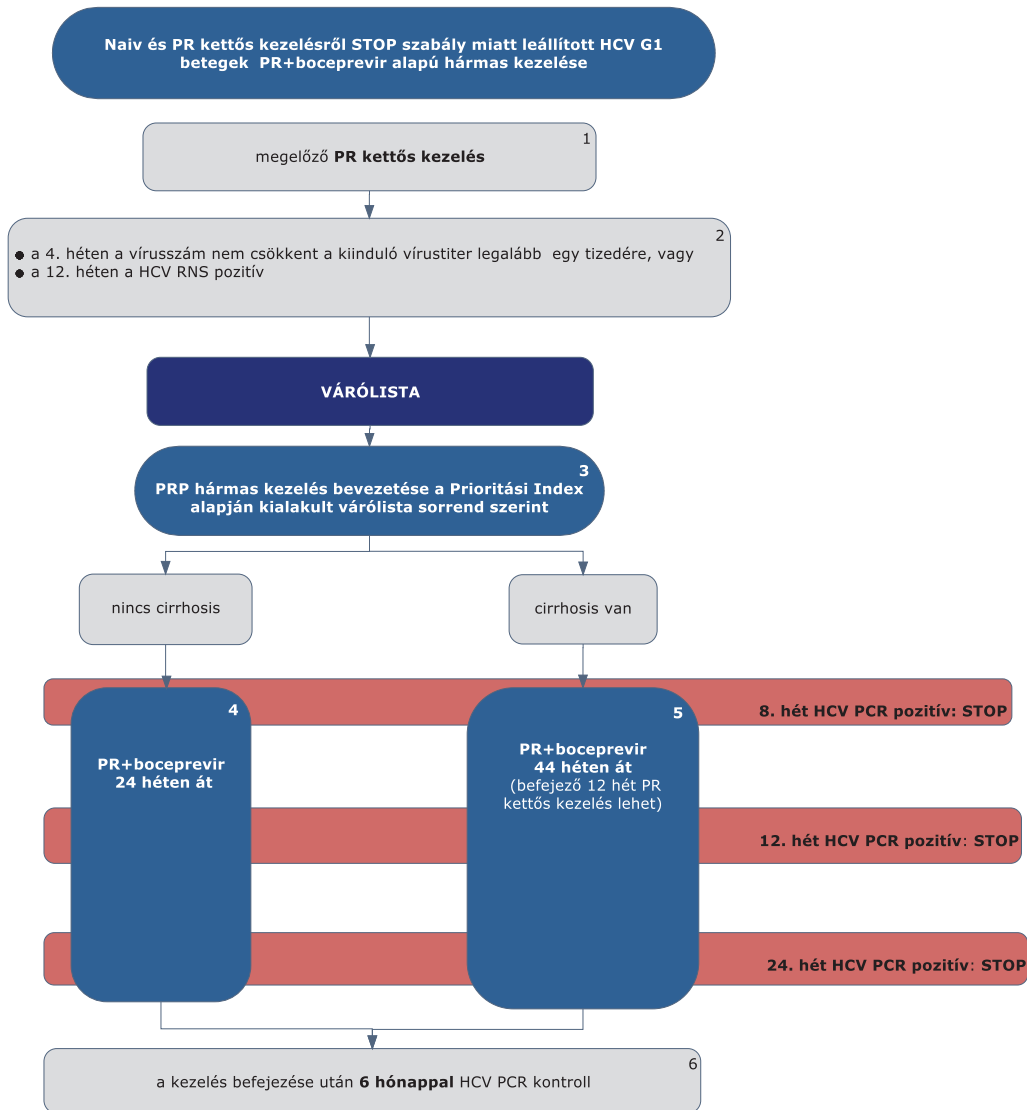 Naiv és PR kettős kezelésről STOP szabály miatt leállított HCV G1
betegek PR+boceprevir alapú hármas kezelése
1
megelőző PR kettős kezelés
2
● a 4. héten a vírusszám nem csökkent a kiinduló vírustiter legalább egy tizedére, vagy
● a 12. héten a HCV RNS pozitív
VÁRÓLISTA
3
PRP hármas kezelés bevezetése a Prioritási Index
alapján kialakult várólista sorrend szerint
nincs cirrhosis
cirrhosis van
8. hét HCV PCR pozitív: STOP
4
PR+boceprevir
24 héten át
5
PR+boceprevir
44 héten át
(befejező 12 hét PR
kettős kezelés lehet)
12. hét HCV PCR pozitív: STOP
24. hét HCV PCR pozitív: STOP
6
a kezelés befejezése után 6 hónappal HCV PCR kontroll